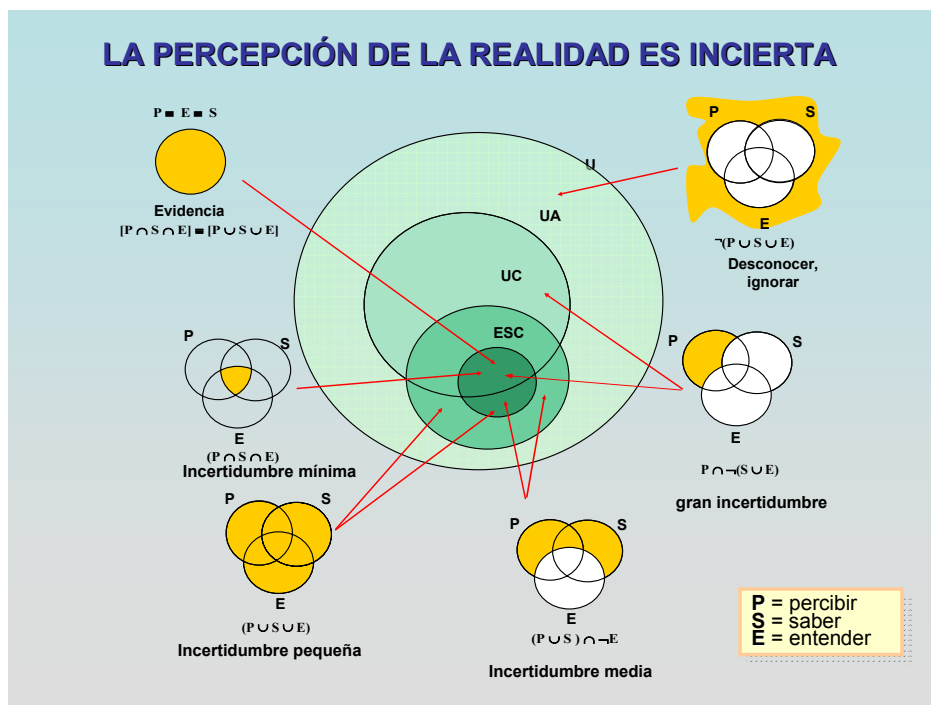 LA PERCEPCIÓN DE LA REALIDAD ES INCIERTA
P = E = S
Evidencia
[P ∩ S ∩ E] = [P ∪ S ∪ E]
U
UA
UC
ESC
P
S
E
¬(P ∪ S ∪ E)
Desconocer,
ignorar
P
S
E
(P ∩ S ∩ E)
Incertidumbre mínima
P
S
E
P ∩ ¬(S ∪ E)
gran incertidumbre
P
S
E
(P ∪ S ∪ E)
Incertidumbre pequeña
P
S
E
(P ∪ S ) ∩ ¬E
Incertidumbre media
P = percibir
S = saber
E = entender